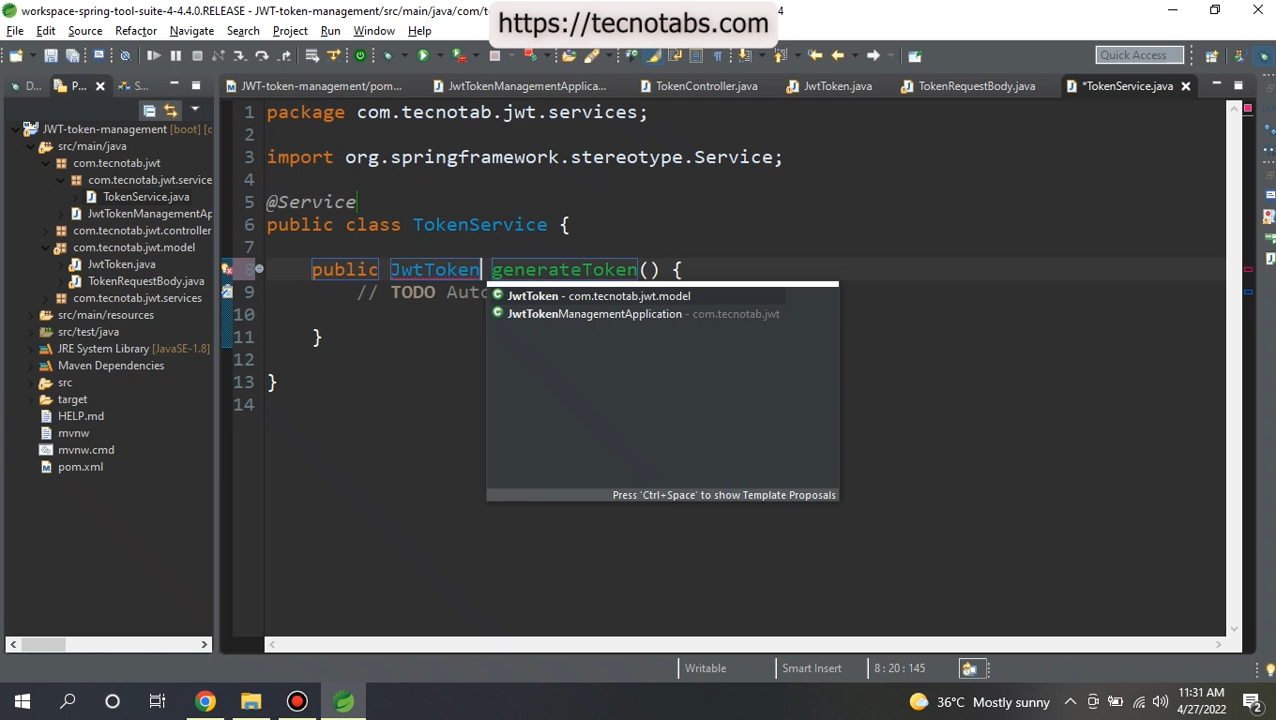 workspace-spring-tool-suite-4-4.4.0.RELEASE - JWT-token-management/src/main/java/com/t
4
https://tecnotabs.com
File Edit Source Refactor Navigate Search Project Run Window Help
Quick Access
D...
P...
S...
JWT-token-management/pom...
JwtTokenManagementApplica...
TokenController.java
JwtToken.java
TokenRequestBody.java
*TokenService.java
JWT-token-management [boot] [c
src/main/java
com.tecnotab.jwt
com.tecnotab.jwt.service
TokenService.java
JwtTokenManagementAp
com.tecnotab.jwt.controller
com.tecnotab.jwt.model
JwtToken.java
TokenRequestBody.java
com.tecnotab.jwt.services
src/main/resources
src/test/java
JRE System Library [JavaSE-1.8]
Maven Dependencies
src
target
HELP.md
mvnw
mvnw.cmd
pom.xml
1 package com.tecnotab.jwt.services;
2
3 import org.springframework.stereotype.Service;
4
5 @Service
6 public class TokenService {
7
8 public JwtToken generateToken() {
9 // TODO Auto
10
11 }
12
13 }
14
JwtToken - com.tecnotab.jwt.model
JwtTokenManagementApplication - com.tecnotab.jwt
Press 'Ctrl+Space' to show Template Proposals
Writable
Smart Insert
8 : 20 : 145
36°C Mostly sunny
11:31 AM
4/27/2022
2